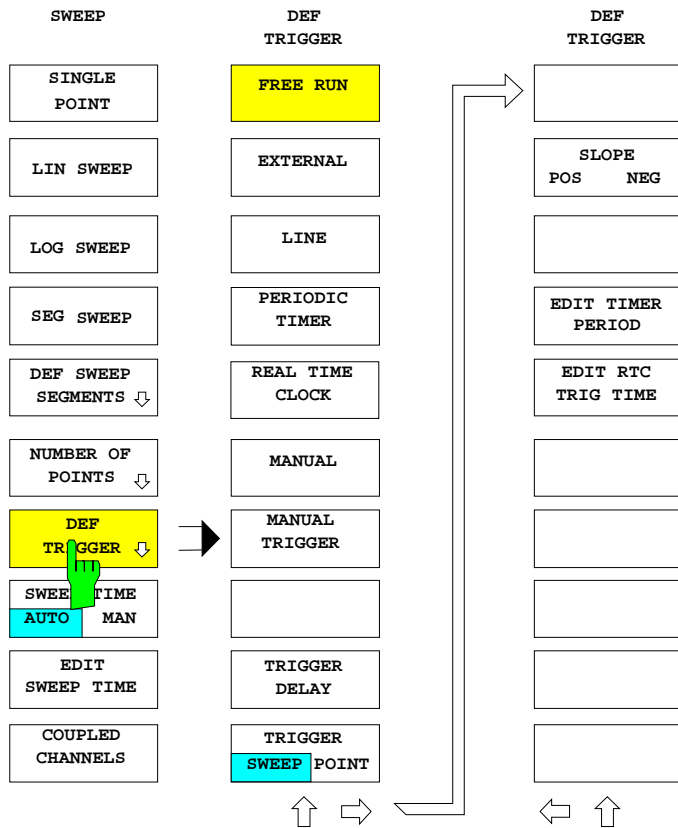 SWEEP
SINGLE
POINT
LIN SWEEP
LOG SWEEP
SEG SWEEP
DEF SWEEP
SEGMENTS
NUMBER OF
POINTS
DEF
TRIGGER
SWEEP TIME
AUTO MAN
EDIT
SWEEP TIME
COUPLED
CHANNELS
DEF
TRIGGER
FREE RUN
EXTERNAL
LINE
PERIODIC
TIMER
REAL TIME
CLOCK
MANUAL
MANUAL
TRIGGER
TRIGGER
DELAY
TRIGGER
SWEEP POINT
DEF
TRIGGER
SLOPE
POS NEG
EDIT TIMER
PERIOD
EDIT RTC
TRIG TIME